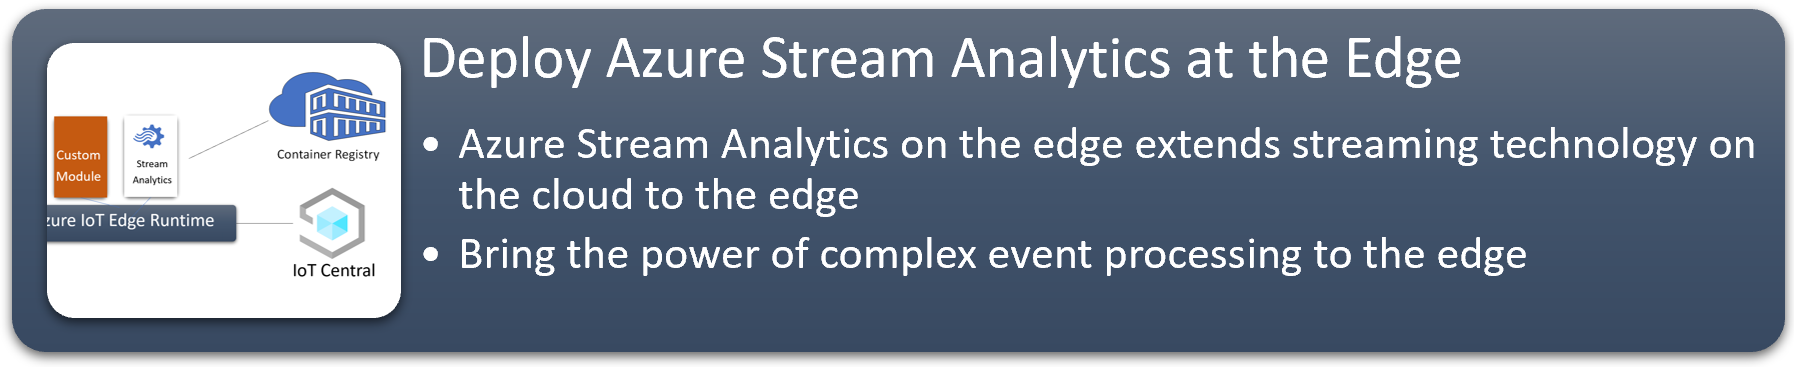 Deploy Azure Stream Analytics at the Edge
• Azure Stream Analytics on the edge extends streaming technology on
the cloud to the edge
• Bring the power of complex event processing to the edge
Custom
Module
Stream
Analytics
Container Registry
zure IoT Edge Runtime
IoT Central